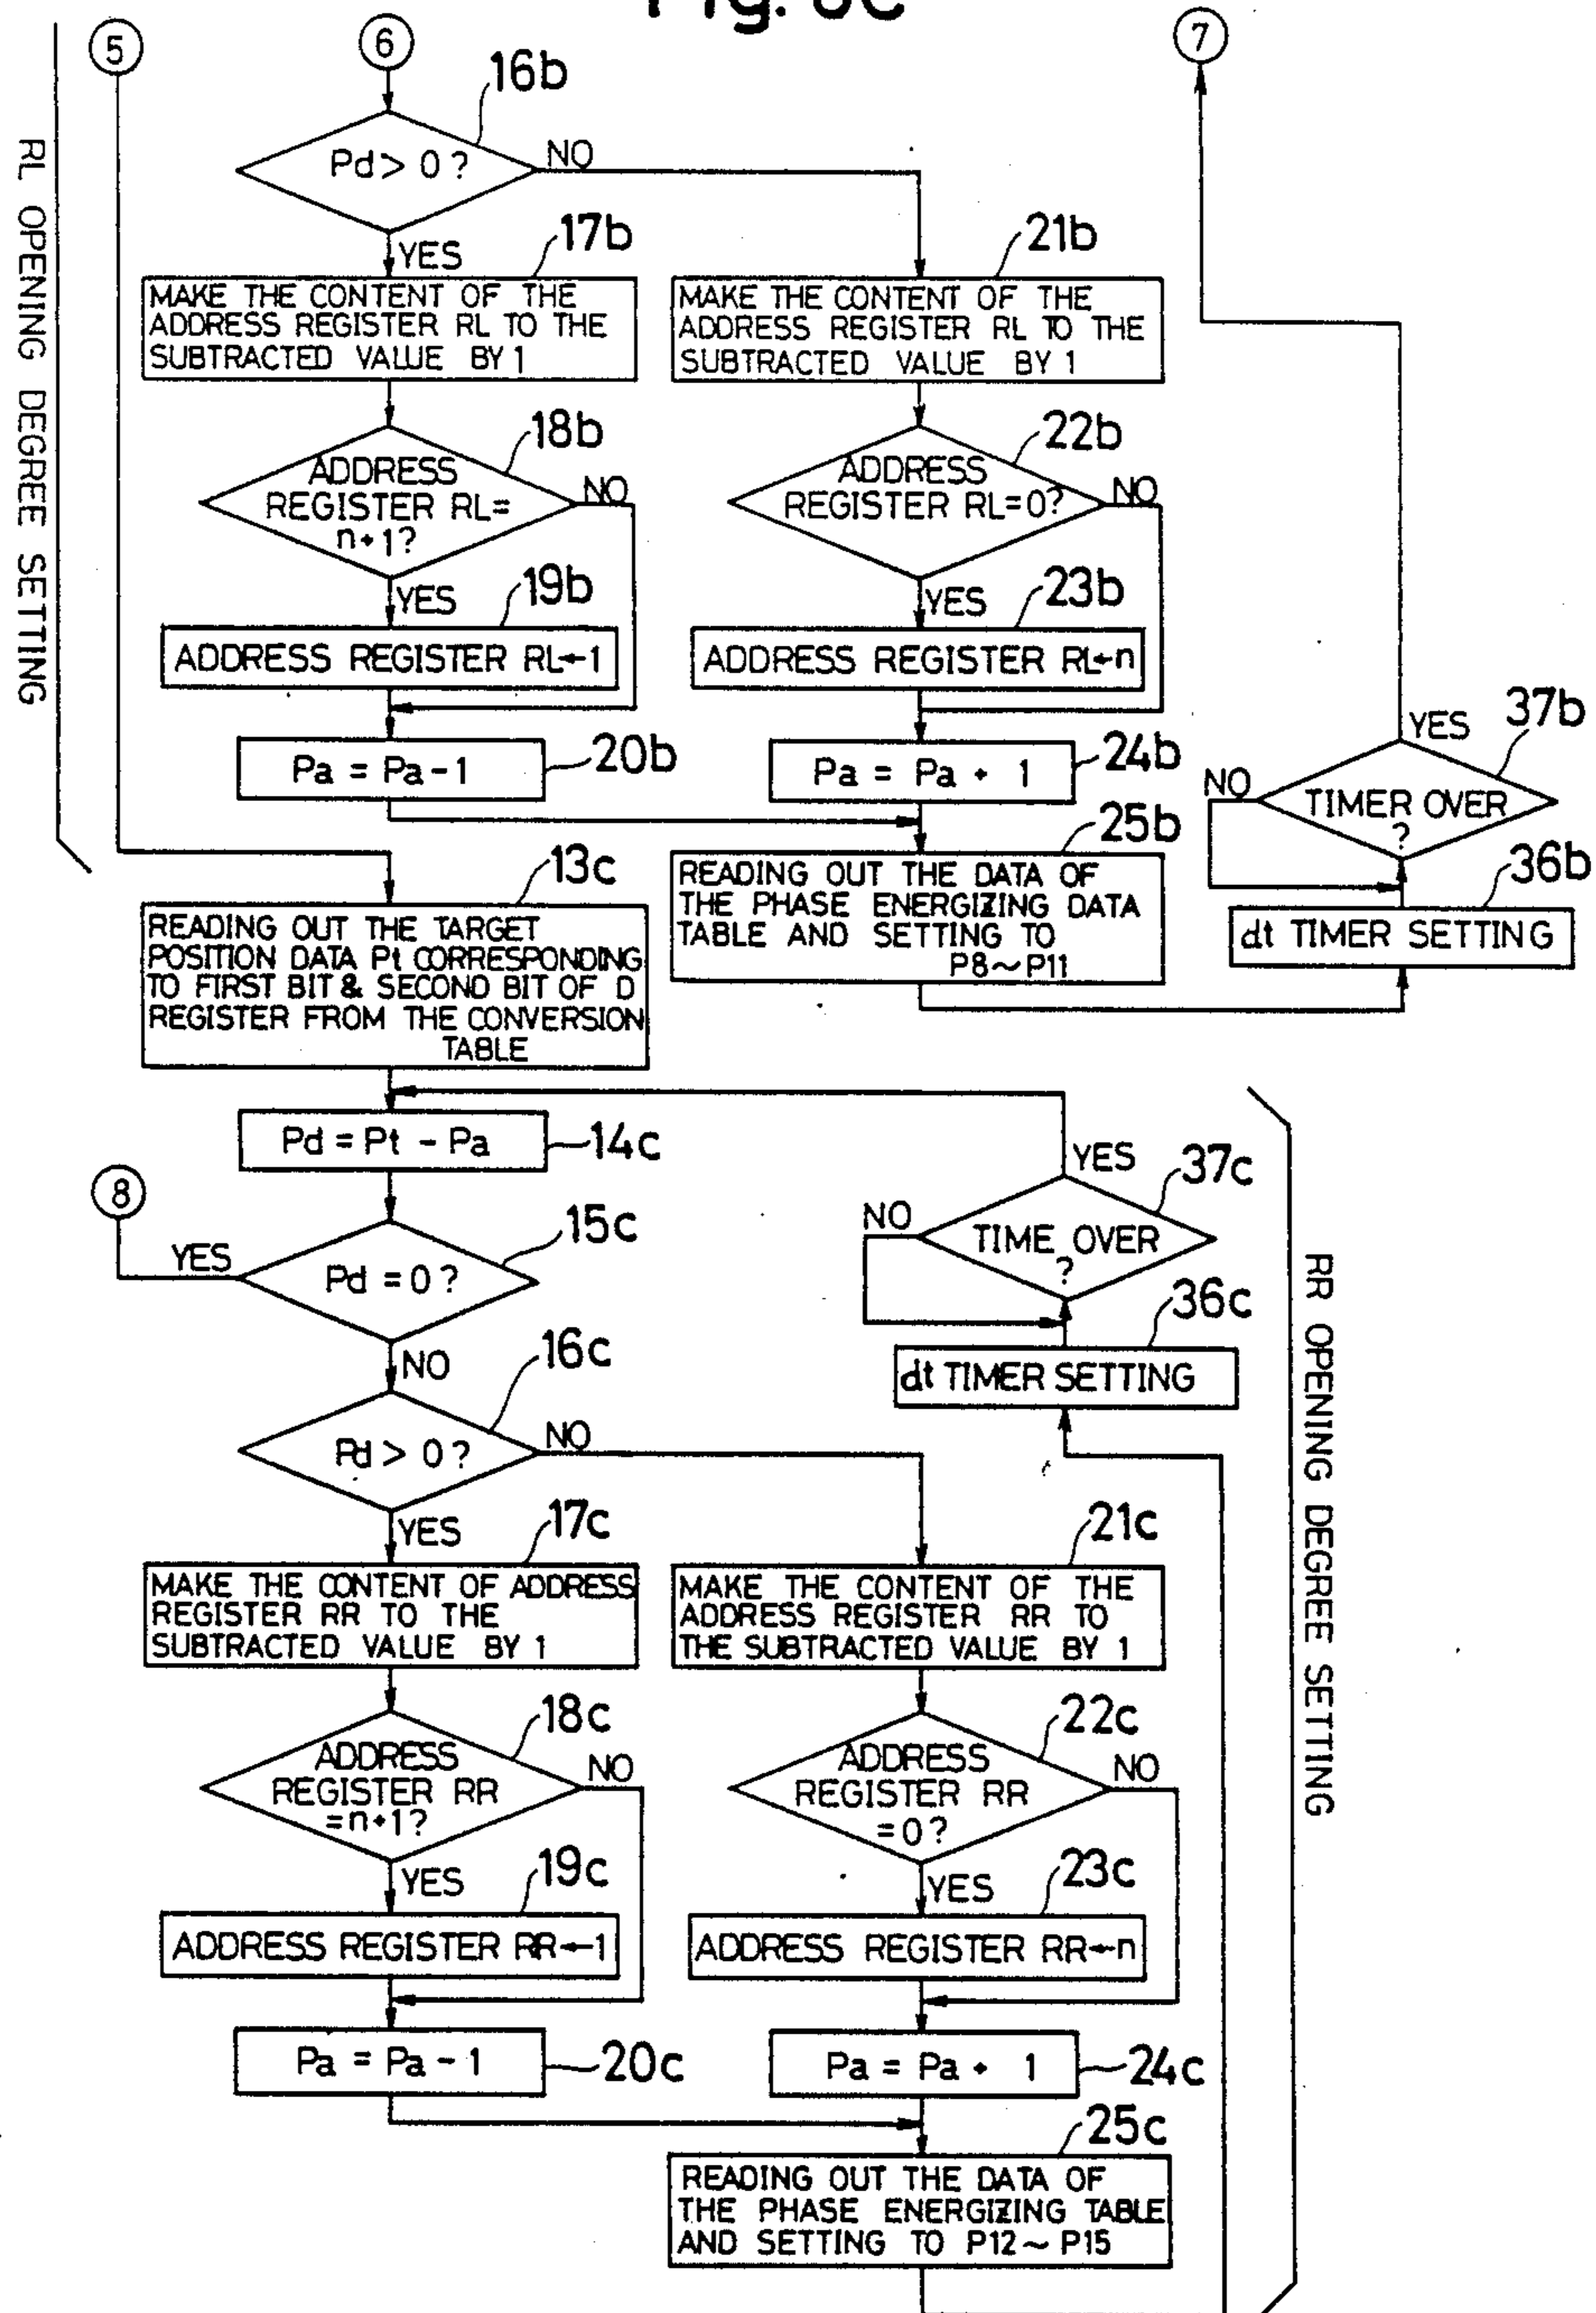 Fig. 8C
5
6
7
16b
Pd > 0 ?
NO
YES
17b
MAKE THE CONTENT OF THE
ADDRESS REGISTER RL TO THE
SUBTRACTED VALUE BY 1
21b
MAKE THE CONTENT OF THE
ADDRESS REGISTER RL TO THE
SUBTRACTED VALUE BY 1
18b
ADDRESS
REGISTER RL=
n+1?
NO
YES
22b
ADDRESS
REGISTER RL=0?
NO
YES
19b
ADDRESS REGISTER RL←1
23b
ADDRESS REGISTER RL←n
Pa = Pa - 1
20b
Pa = Pa + 1
24b
25b
READING OUT THE DATA OF
THE PHASE ENERGIZING DATA
TABLE AND SETTING TO
P8~P11
YES
37b
NO
TIMER OVER
?
36b
dt TIMER SETTING
RL OPENING DEGREE SETTING
13c
READING OUT THE TARGET
POSITION DATA Pt CORRESPONDING
TO FIRST BIT & SECOND BIT OF D
REGISTER FROM THE CONVERSION
TABLE
Pd = Pt - Pa
14c
8
YES
15c
Pd = 0 ?
NO
16c
Pd > 0 ?
NO
YES
YES
37c
NO
TIME OVER
?
36c
dt TIMER SETTING
17c
MAKE THE CONTENT OF ADDRESS
REGISTER RR TO THE
SUBTRACTED VALUE BY 1
21c
MAKE THE CONTENT OF THE
ADDRESS REGISTER RR TO
THE SUBTRACTED VALUE BY 1
18c
ADDRESS
REGISTER RR
=n+1?
NO
YES
22c
ADDRESS
REGISTER RR
=0?
NO
YES
19c
ADDRESS REGISTER RR←1
23c
ADDRESS REGISTER RR←n
Pa = Pa - 1
20c
Pa = Pa + 1
24c
25c
READING OUT THE DATA OF
THE PHASE ENERGIZING TABLE
AND SETTING TO P12~P15
RR OPENING DEGREE SETTING